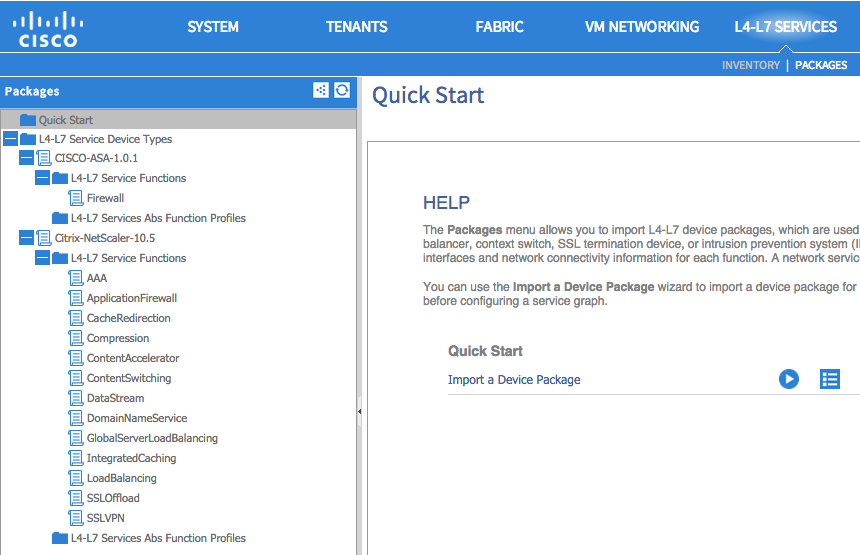 CISCO
SYSTEM TENANTS FABRIC VM NETWORKING L4-L7 SERVICES
INVENTORY | PACKAGES
Packages
Quick Start
L4-L7 Service Device Types
CISCO-ASA-1.0.1
L4-L7 Service Functions
Firewall
L4-L7 Services Abs Function Profiles
Citrix-NetScaler-10.5
L4-L7 Service Functions
AAA
ApplicationFirewall
CacheRedirection
Compression
ContentAccelerator
ContentSwitching
DataStream
DomainNameService
GlobalServerLoadBalancing
IntegratedCaching
LoadBalancing
SSLOffload
SSLVPN
L4-L7 Services Abs Function Profiles
Quick Start
HELP
The Packages menu allows you to import L4-L7 device packages, which are used
balancer, context switch, SSL termination device, or intrusion prevention system (I
interfaces and network connectivity information for each function. A network servic
You can use the Import a Device Package wizard to import a device package for
before configuring a service graph.
Quick Start
Import a Device Package